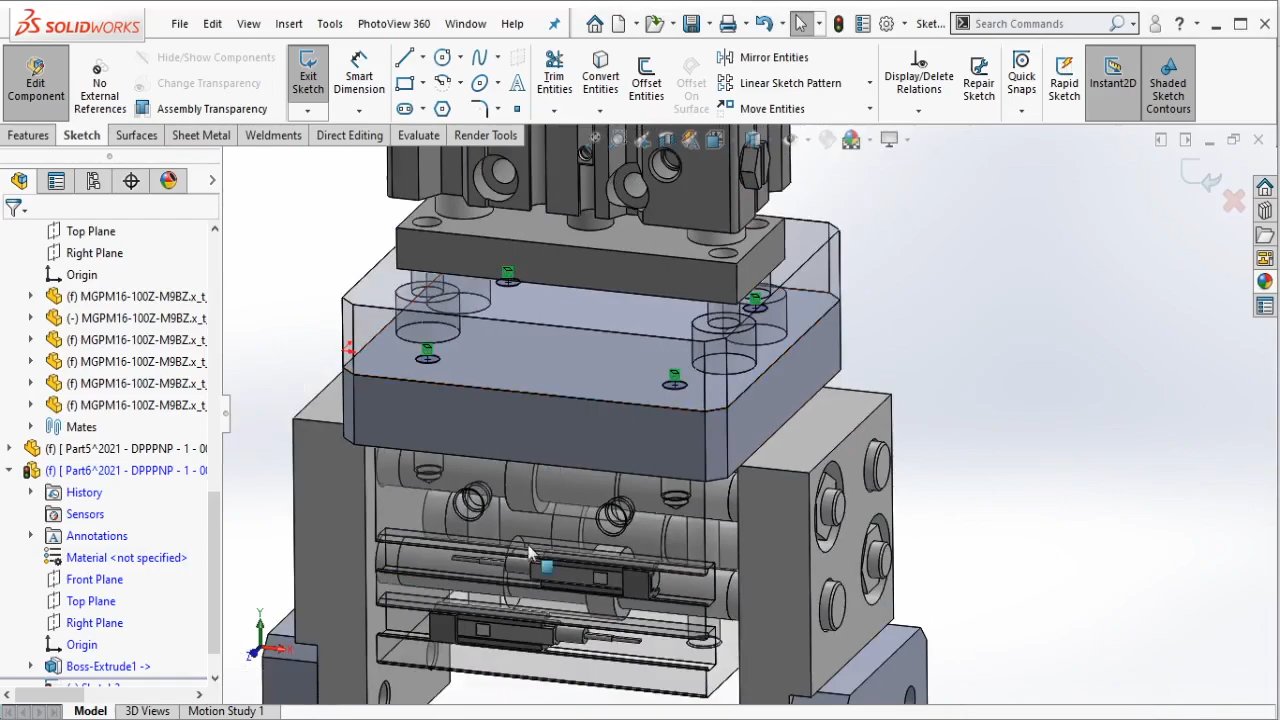 SOLIDWORKS
File
Edit
View
Insert
Tools
PhotoView 360
Window
Help
Sket...
Search Commands
Edit
Component
No
External
References
Hide/Show Components
Change Transparency
Assembly Transparency
Exit
Sketch
Smart
Dimension
Trim
Entities
Convert
Entities
Offset
Entities
Offset
On
Surface
Mirror Entities
Linear Sketch Pattern
Move Entities
Display/Delete
Relations
Repair
Sketch
Quick
Snaps
Rapid
Sketch
Instant2D
Shaded
Sketch
Contours
Features
Sketch
Surfaces
Sheet Metal
Weldments
Direct Editing
Evaluate
Render Tools
Top Plane
Right Plane
Origin
(f) MGPM16-100Z-M9BZ.x_t
(-) MGPM16-100Z-M9BZ.x_t
(f) MGPM16-100Z-M9BZ.x_t
(f) MGPM16-100Z-M9BZ.x_t
(f) MGPM16-100Z-M9BZ.x_t
(f) MGPM16-100Z-M9BZ.x_t
Mates
(f) [ Part5^2021 - DPPPNP - 1 - 00
(f) [ Part6^2021 - DPPPNP - 1 - 00
History
Sensors
Annotations
Material <not specified>
Front Plane
Top Plane
Right Plane
Origin
Boss-Extrude1 ->
Y
X
Z
Model
3D Views
Motion Study 1